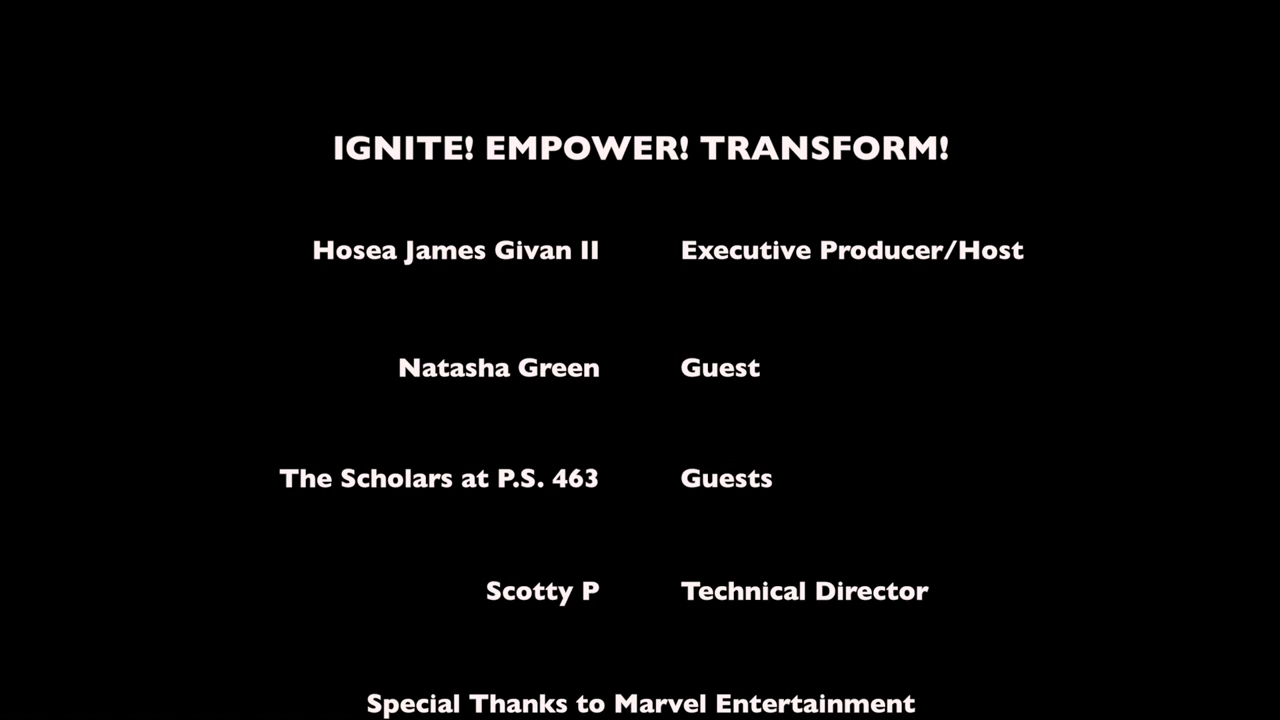 IGNITE! EMPOWER! TRANSFORM!
Hosea James Givan II Executive Producer/Host
Natasha Green Guest
The Scholars at P.S. 463 Guests
Scotty P Technical Director
Special Thanks to Marvel Entertainment